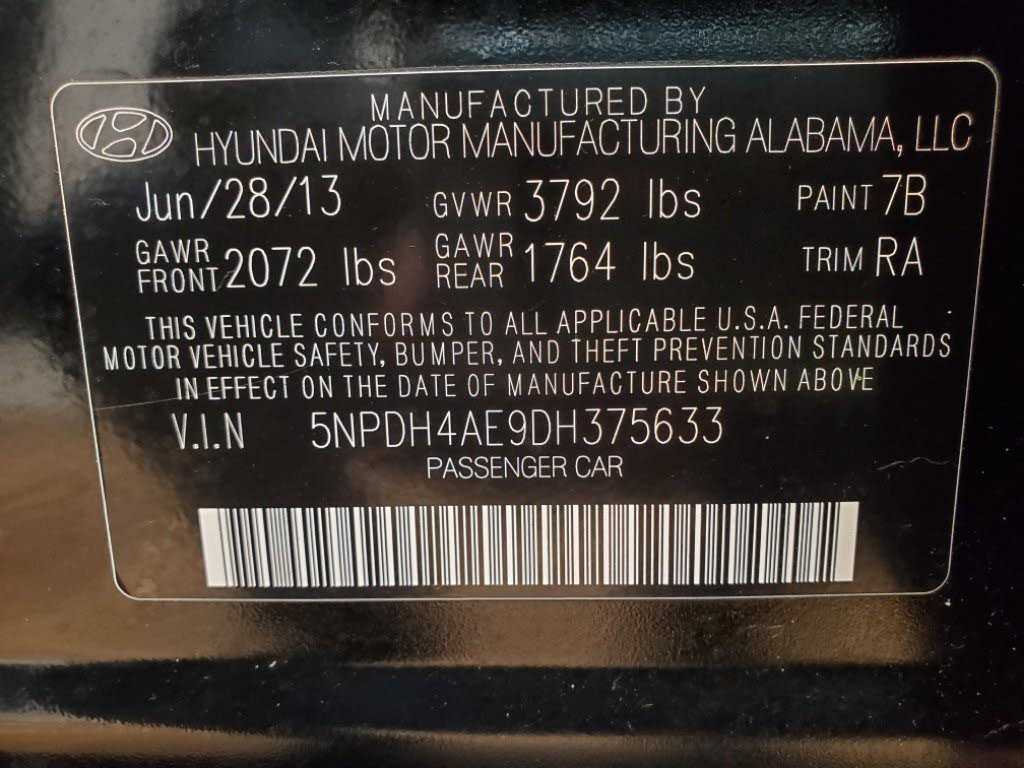 MANUFACTURED BY
HYUNDAI MOTOR MANUFACTURING ALABAMA, LLC
Jun/28/13 GVWR 3792 lbs PAINT 7B
GAWR FRONT 2072 lbs GAWR REAR 1764 lbs TRIM RA
THIS VEHICLE CONFORMS TO ALL APPLICABLE U.S.A. FEDERAL
MOTOR VEHICLE SAFETY, BUMPER, AND THEFT PREVENTION STANDARDS
IN EFFECT ON THE DATE OF MANUFACTURE SHOWN ABOVE
V.I.N 5NPDH4AE9DH375633
PASSENGER CAR